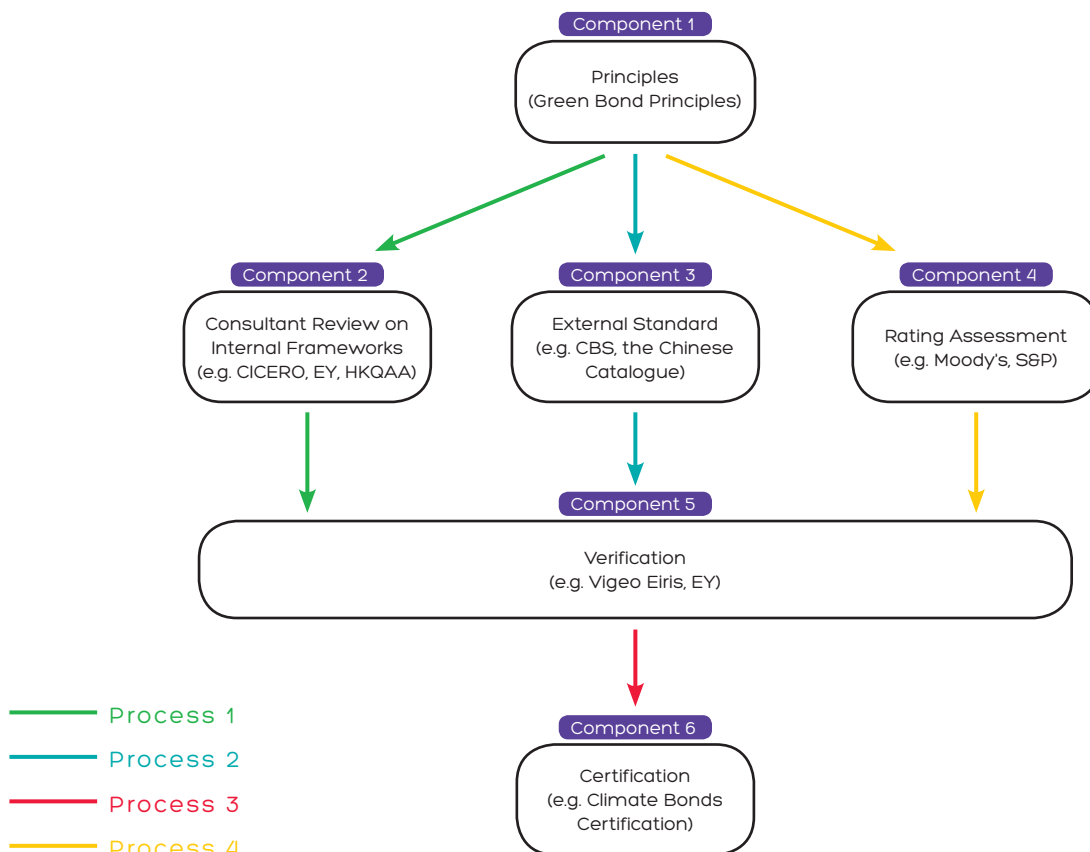 Component 1
Principles
(Green Bond Principles)
Component 2
Consultant Review on
Internal Frameworks
(e.g. CICERO, EY, HKQAA)
Component 3
External Standard
(e.g. CBS, the Chinese
Catalogue)
Component 4
Rating Assessment
(e.g. Moody's, S&P)
Component 5
Verification
(e.g. Vigeo Eiris, EY)
Component 6
Certification
(e.g. Climate Bonds
Certification)
Process 1
Process 2
Process 3
Process 4